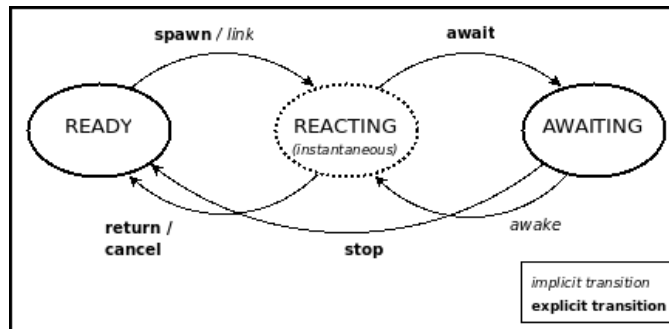 spawn / link
await
READY
REACTING
(instantaneous)
AWAITING
return /
cancel
stop
awake
implicit transition
explicit transition